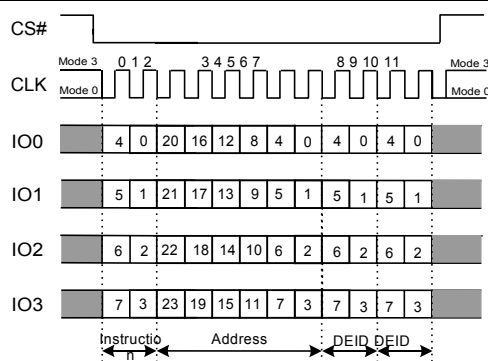 CS#
Mode 3 0 1 2 3 4 5 6 7 8 9 10 11 Mode 3
CLK
Mode 0 Mode 0
IO0 4 0 20 16 12 8 4 0 4 0 4 0
IO1 5 1 21 17 13 9 5 1 5 1 5 1
IO2 6 2 22 18 14 10 6 2 6 2 6 2
IO3 7 3 23 19 15 11 7 3 7 3 7 3
Instructio Address DEID DEID
n